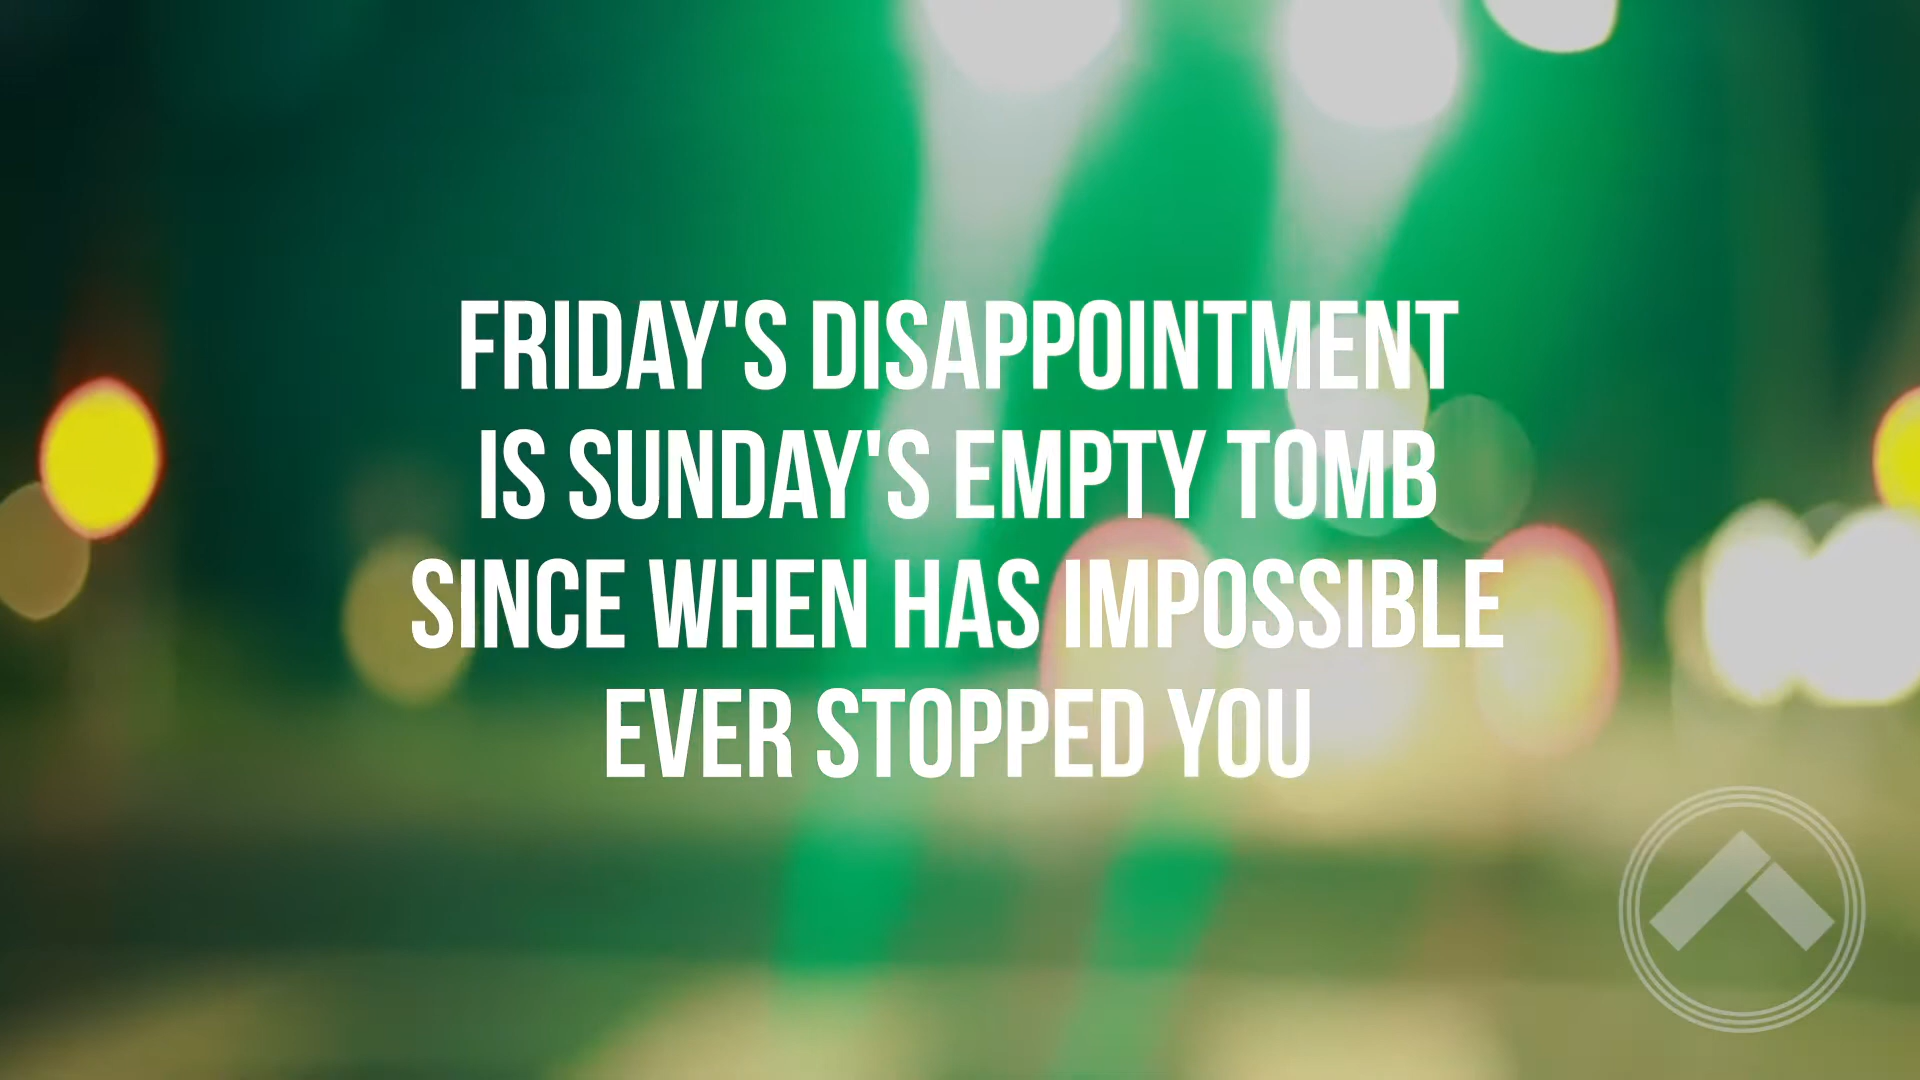 FRIDAY'S DISAPPOINTMENT
IS SUNDAY'S EMPTY TOMB
SINCE WHEN HAS IMPOSSIBLE
EVER STOPPED YOU